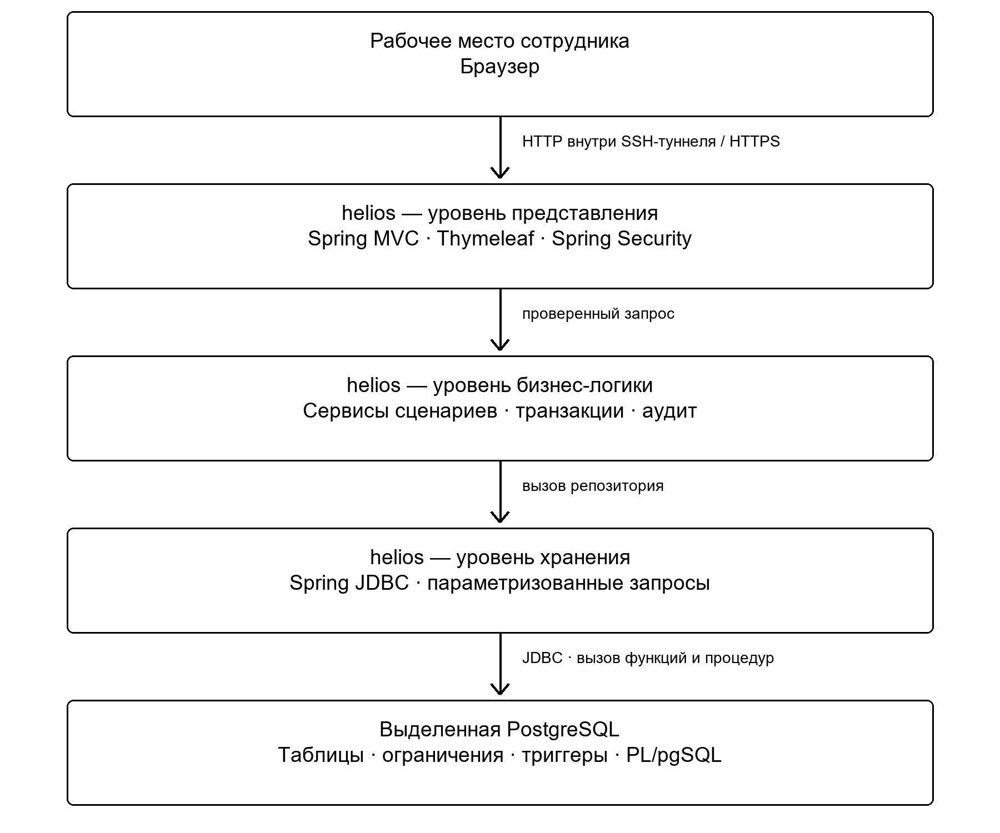 Рабочее место сотрудника
Браузер
HTTP внутри SSH-туннеля / HTTPS
helios — уровень представления
Spring MVC · Thymeleaf · Spring Security
проверенный запрос
helios — уровень бизнес-логики
Сервисы сценариев · транзакции · аудит
вызов репозитория
helios — уровень хранения
Spring JDBC · параметризованные запросы
JDBC · вызов функций и процедур
Выделенная PostgreSQL
Таблицы · ограничения · триггеры · PL/pgSQL